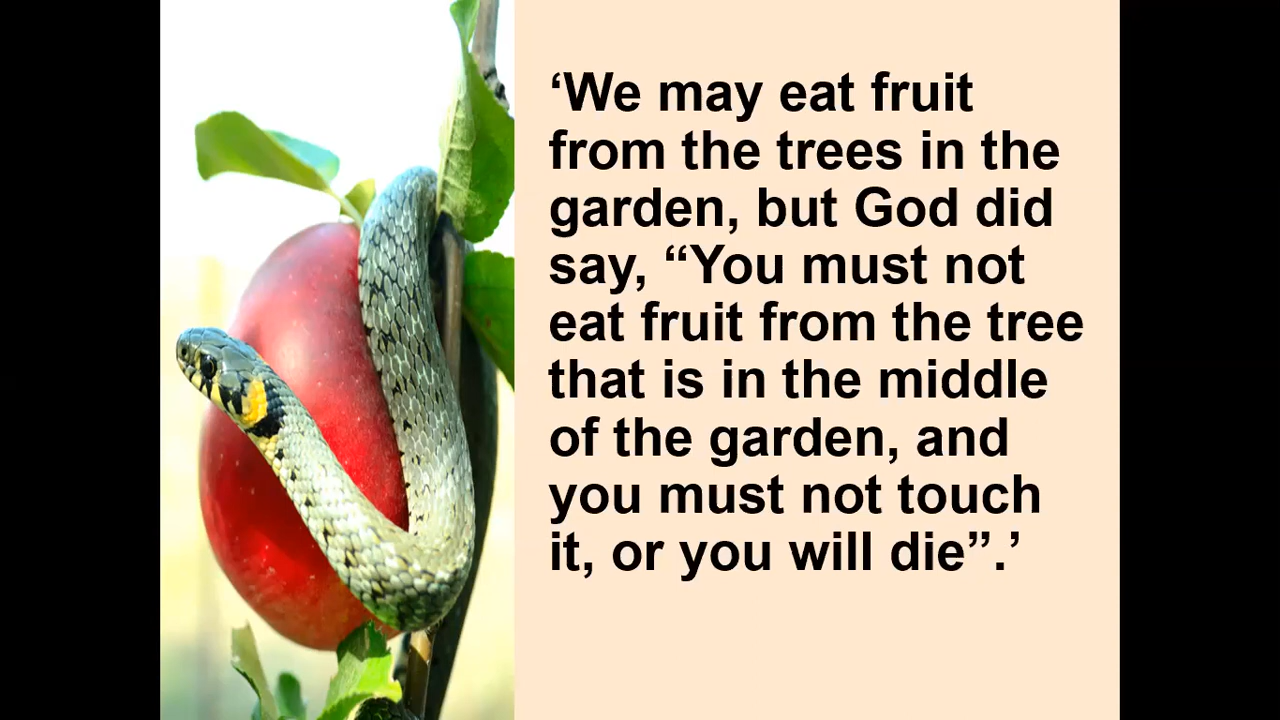 ‘We may eat fruit
from the trees in the
garden, but God did
say, “You must not
eat fruit from the tree
that is in the middle
of the garden, and
you must not touch
it, or you will die”.’